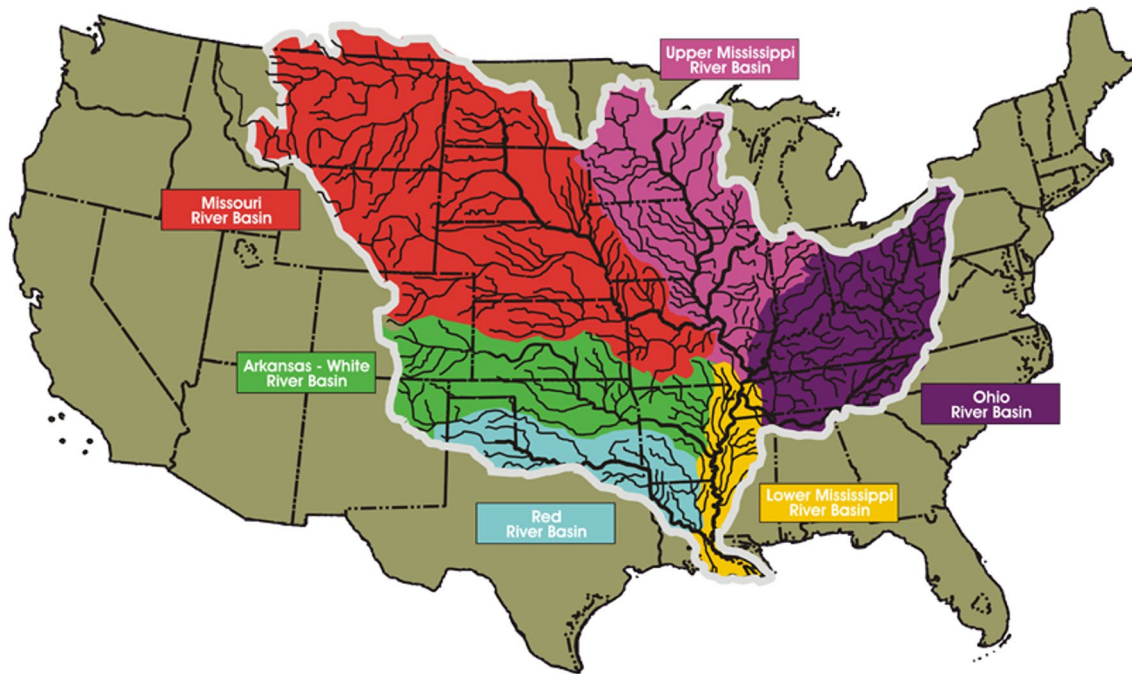 Upper Mississippi
River Basin
Missouri
River Basin
Arkansas - White
River Basin
Ohio
River Basin
Lower Mississippi
River Basin
Red
River Basin